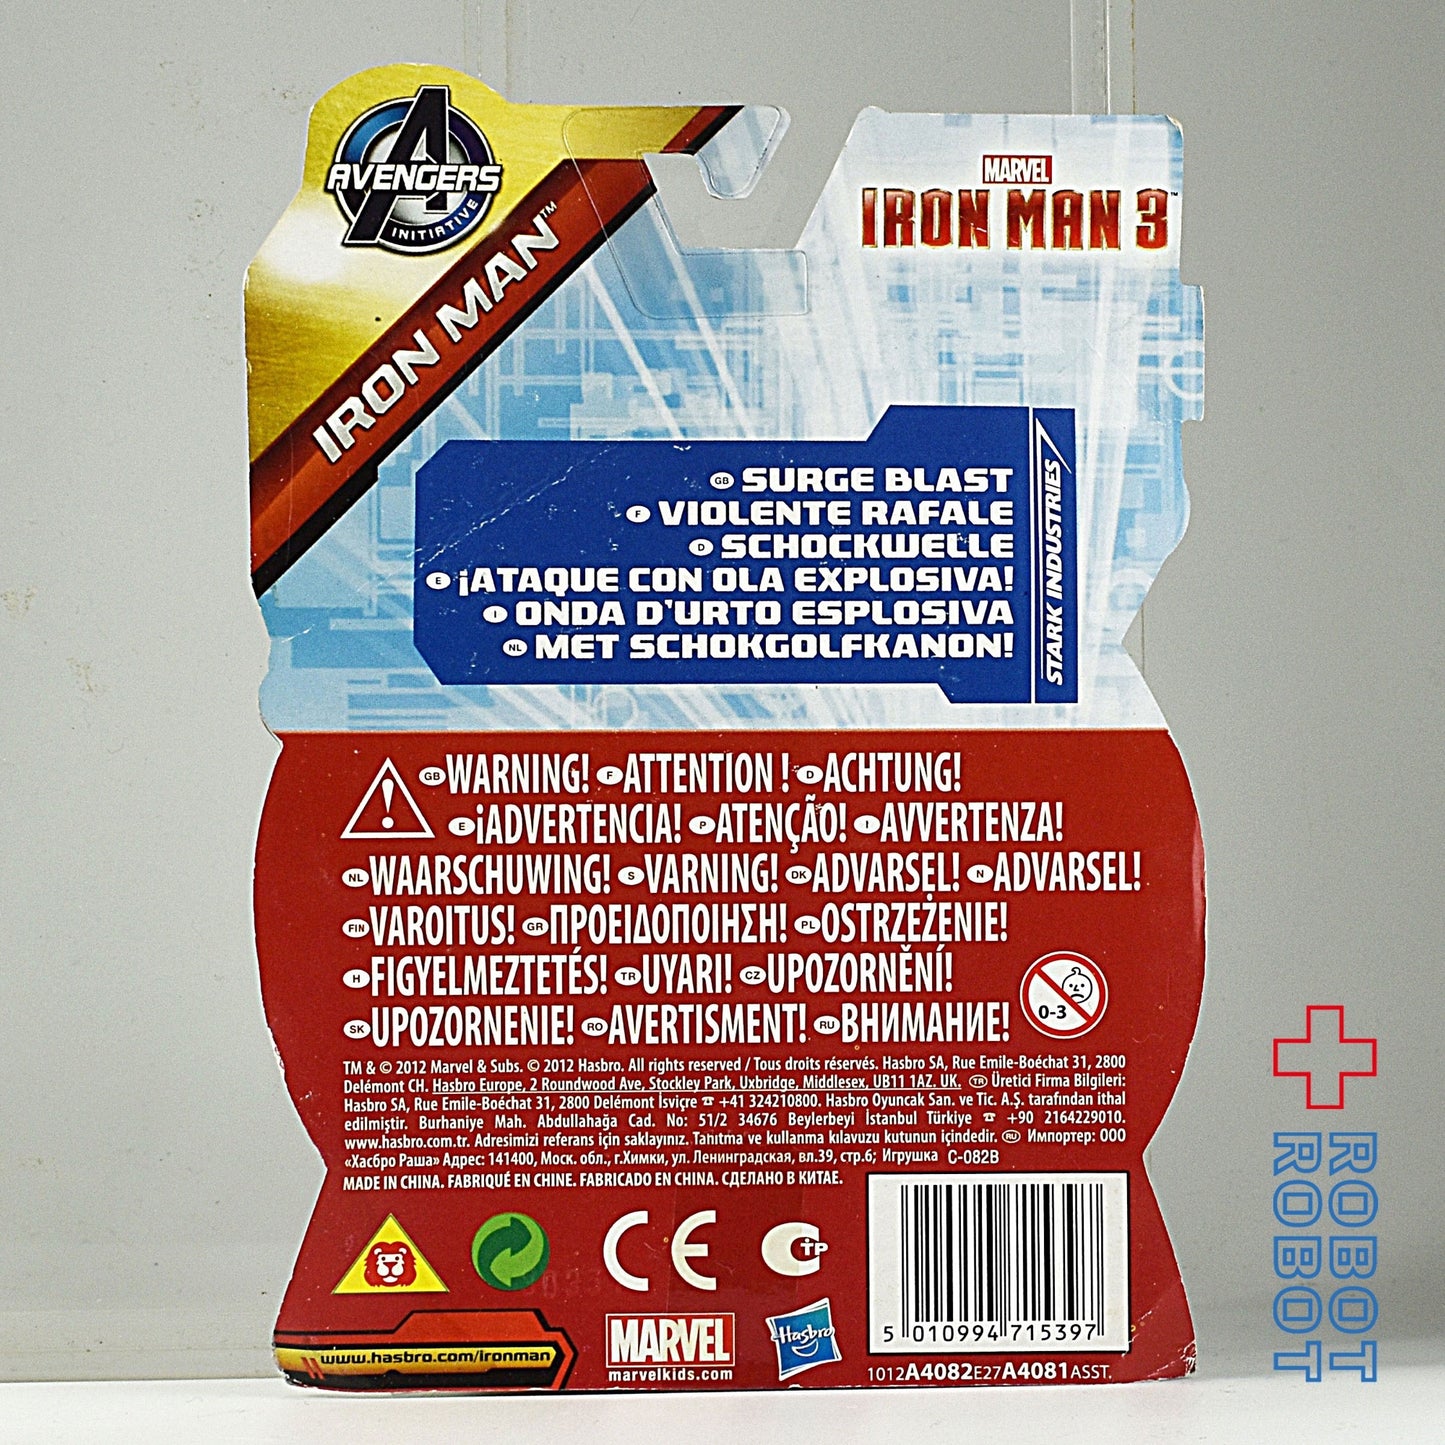 AVENGERS
INITIATIVE
IRON MAN™
MARVEL
IRON MAN 3™
GB SURGE BLAST
F VIOLENTE RAFALE
D SCHOCKWELLE
E ¡ATAQUE CON OLA EXPLOSIVA!
I ONDA D'URTO ESPLOSIVA
NL MET SCHOKGOLFKANON!
STARK INDUSTRIES
GB WARNING! F ATTENTION ! D ACHTUNG!
E ¡ADVERTENCIA! P ATENÇÃO! I AVVERTENZA!
NL WAARSCHUWING! S VARNING! DK ADVARSEL! N ADVARSEL!
FIN VAROITUS! GR ΠΡΟΕΙΔΟΠΟΙΗΣΗ! PL OSTRZEŻENIE!
H FIGYELMEZTETÉS! TR UYARI! CZ UPOZORNĚNÍ!
SK UPOZORNENIE! RO AVERTISMENT! RU ВНИМАНИЕ!
0-3
TM & © 2012 Marvel & Subs. © 2012 Hasbro. All rights reserved / Tous droits réservés. Hasbro SA, Rue Emile-Boéchat 31, 2800
Delémont CH. Hasbro Europe, 2 Roundwood Ave, Stockley Park, Uxbridge, Middlesex, UB11 1AZ. UK. TR Üretici Firma Bilgileri:
Hasbro SA, Rue Emile-Boéchat 31, 2800 Delémont İsviçre ☎ +41 324210800. Hasbro Oyuncak San. ve Tic. A.Ş. tarafından ithal
edilmiştir. Burhaniye Mah. Abdullahağa Cad. No: 51/2 34676 Beylerbeyi İstanbul Türkiye ☎ +90 2164229010.
www.hasbro.com.tr. Adresimizi referans için saklayınız. Tanıtma ve kullanma kılavuzu kutunun içindedir. RU Импортер: ООО
«Хасбро Раша» Адрес: 141400, Моск. обл., г.Химки, ул. Ленинградская, вл.39, стр.6; Игрушка C-082B
MADE IN CHINA. FABRIQUÉ EN CHINE. FABRICADO EN CHINA. СДЕЛАНО В КИТАЕ.
CE
TP
www.hasbro.com/ironman
MARVEL
marvelkids.com
Hasbro
5 010994 715397
1012A4082E27A4081 ASST.
ROBOT
ROBOT